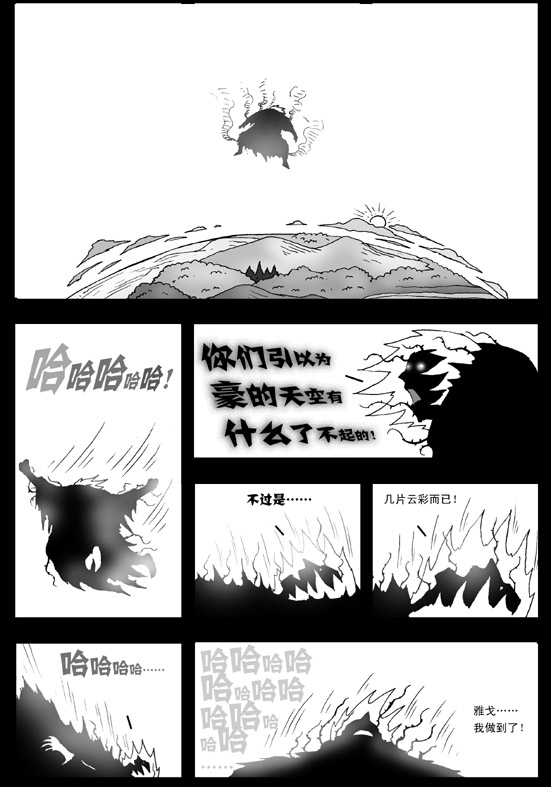 哈哈哈哈哈！
你们引以为
豪的天空有
什么了不起的！
不过是……
几片云彩而已！
哈哈哈哈……
哈哈哈哈
哈哈哈哈
哈哈哈哈
哈哈
……
雅戈……
我做到了！